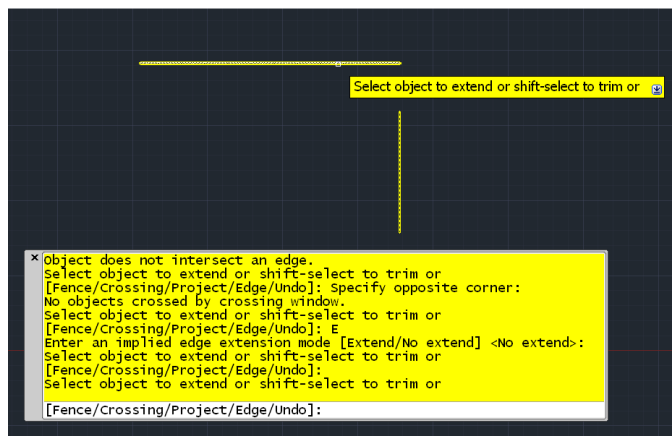 Select object to extend or shift-select to trim or
Object does not intersect an edge.
Select object to extend or shift-select to trim or
[Fence/Crossing/Project/Edge/Undo]: Specify opposite corner:
No objects crossed by crossing window.
Select object to extend or shift-select to trim or
[Fence/Crossing/Project/Edge/Undo]: E
Enter an implied edge extension mode [Extend/No extend] <No extend>:
Select object to extend or shift-select to trim or
[Fence/Crossing/Project/Edge/Undo]:
Select object to extend or shift-select to trim or
[Fence/Crossing/Project/Edge/Undo]: